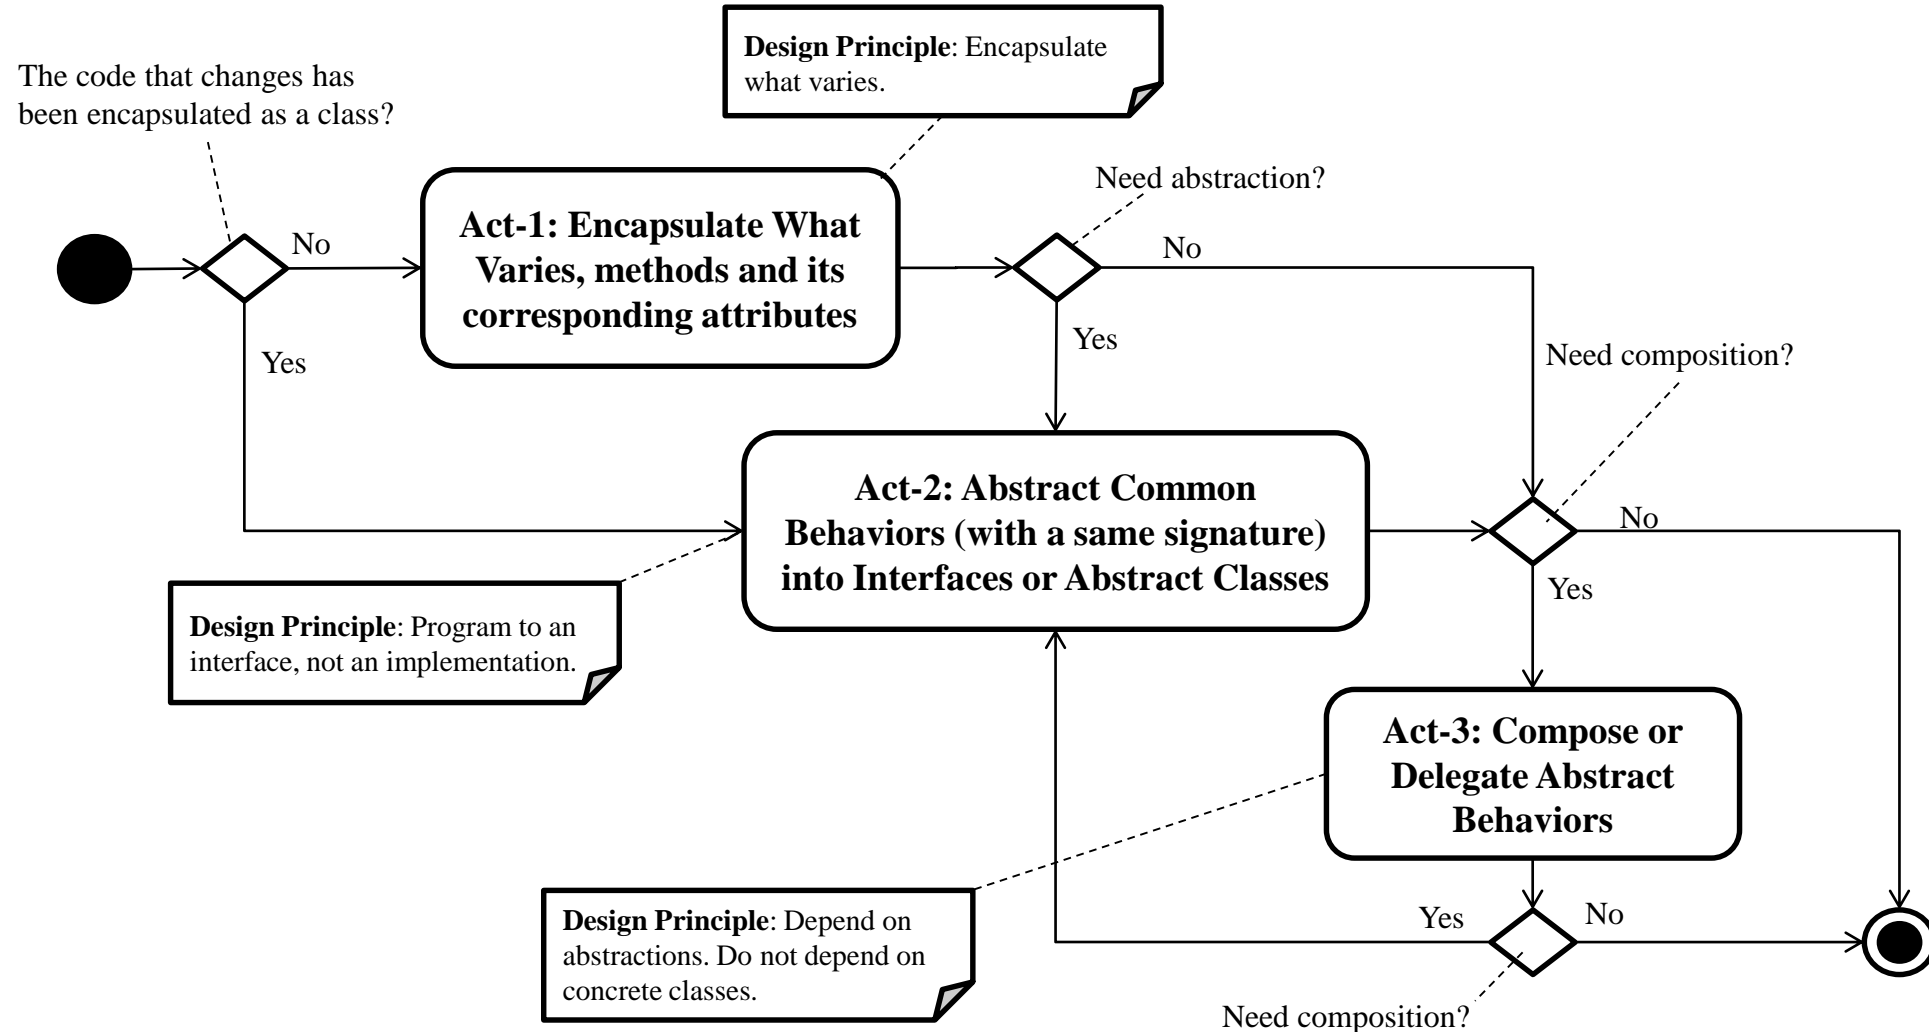 Design Principle: Encapsulate
what varies.
The code that changes has
been encapsulated as a class?
Need abstraction?
No
Act-1: Encapsulate What
Varies, methods and its
corresponding attributes
No
Yes
Yes
Need composition?
Act-2: Abstract Common
Behaviors (with a same signature)
into Interfaces or Abstract Classes
No
Yes
Design Principle: Program to an
interface, not an implementation.
Act-3: Compose or
Delegate Abstract
Behaviors
Design Principle: Depend on
abstractions. Do not depend on
concrete classes.
Yes
No
Need composition?